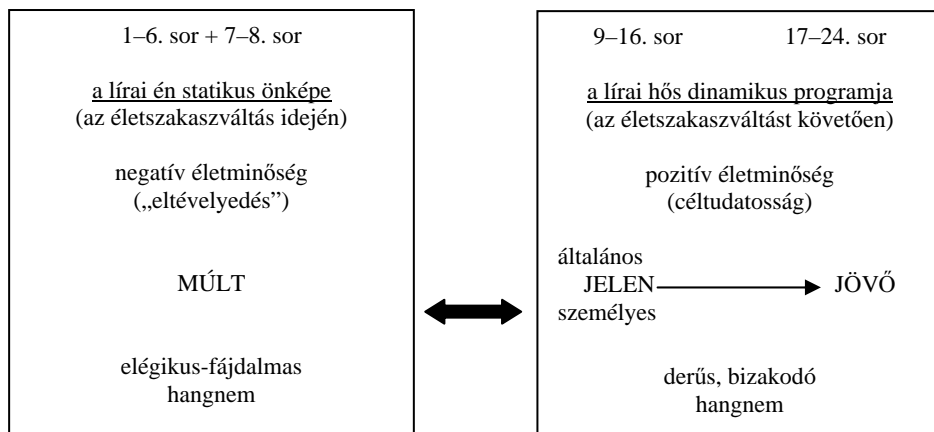 1–6. sor + 7–8. sor
a lírai én statikus önképe
(az életszakaszváltás idején)
negatív életminőség
(„eltévelyedés”)
MÚLT
elégikus-fájdalmas
hangnem
9–16. sor 17–24. sor
a lírai hős dinamikus programja
(az életszakaszváltást követően)
pozitív életminőség
(céltudatosság)
általános
JELEN JÖVŐ
személyes
derűs, bizakodó
hangnem